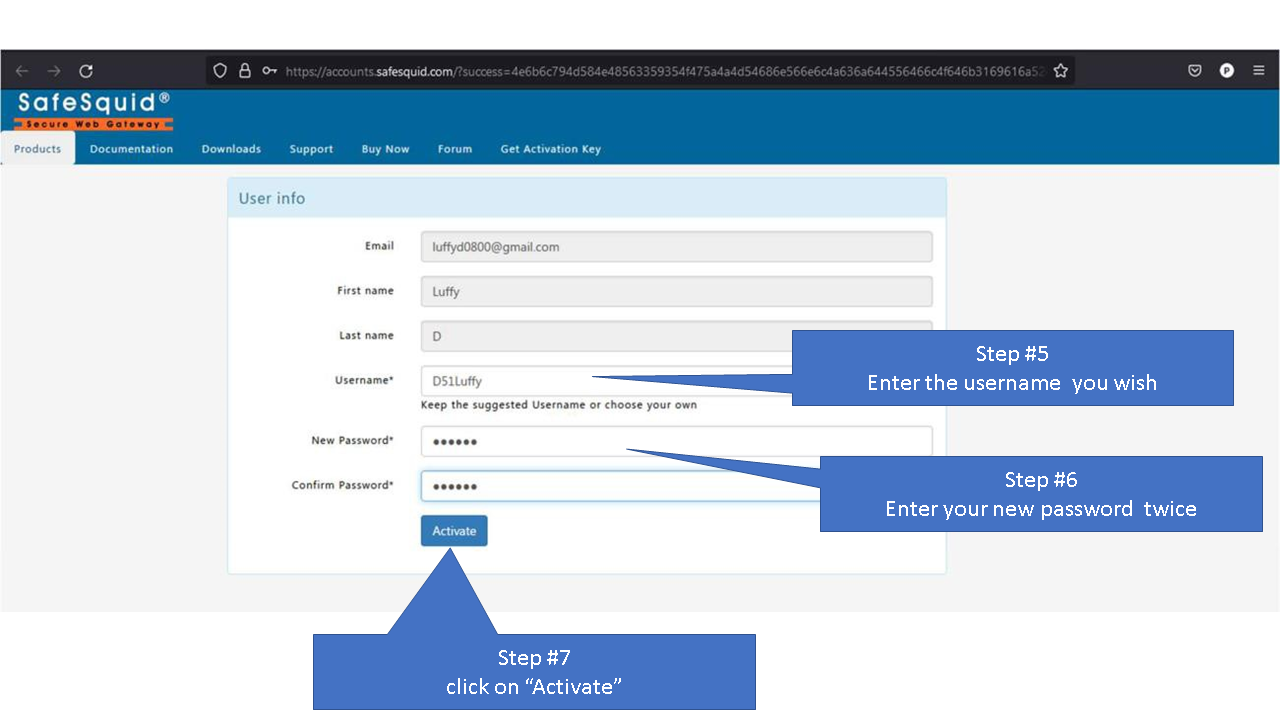 https://accounts.safesquid.com/?success=4e6b6c794d584e48563359354f475a4a4d54686e566e6c4a636a644556466c4f646b3169616a52
P
SafeSquid®
Secure Web Gateway
Products Documentation Downloads Support Buy Now Forum Get Activation Key
User info
Email luffyd0800@gmail.com
First name Luffy
Last name D
Step #5
Enter the username you wish
Username* D51Luffy
Keep the suggested Username or choose your own
New Password* ●●●●●●
Step #6
Enter your new password twice
Confirm Password* ●●●●●●
Activate
Step #7
click on “Activate”